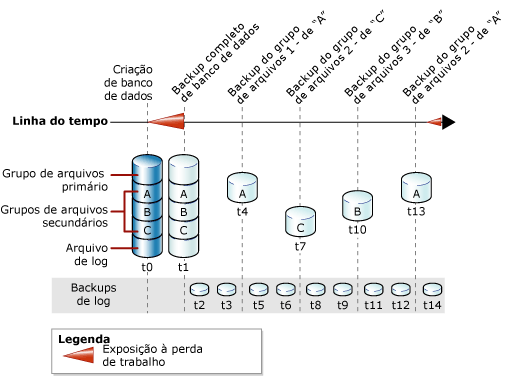 Criação
de banco
de dados
Backup completo
de banco de dados
Backup do grupo
de arquivos 1 - de "A"
Backup do grupo
de arquivos 2 - de "C"
Backup do grupo
de arquivos 3 - de "B"
Backup do grupo
de arquivos 2 - de "A"
Linha do tempo
Grupo de arquivos
primário
Grupos de arquivos
secundários
Arquivo
de log
A
B
C
t0
A
B
C
t1
A
t4
C
t7
B
t10
A
t13
Backups
de log
t2 t3 t5 t6 t8 t9 t11 t12 t14
Legenda
Exposição à perda
de trabalho